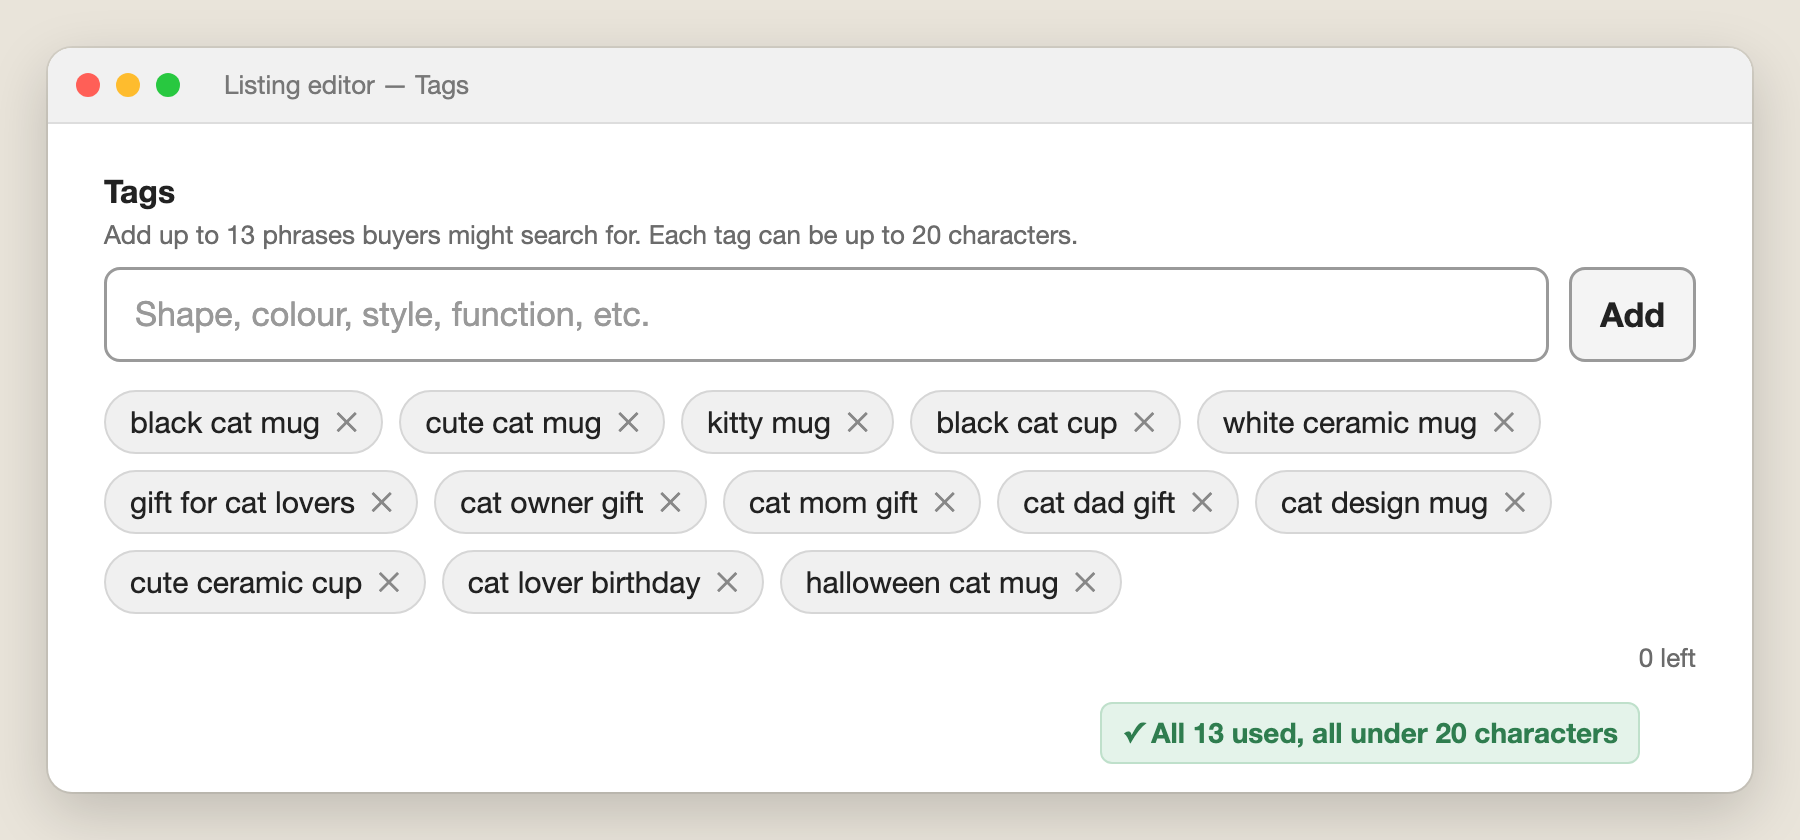 Listing editor — Tags
Tags
Add up to 13 phrases buyers might search for. Each tag can be up to 20 characters.
Shape, colour, style, function, etc.
Add
black cat mug × cute cat mug × kitty mug × black cat cup × white ceramic mug ×
gift for cat lovers × cat owner gift × cat mom gift × cat dad gift × cat design mug ×
cute ceramic cup × cat lover birthday × halloween cat mug ×
0 left
✓ All 13 used, all under 20 characters